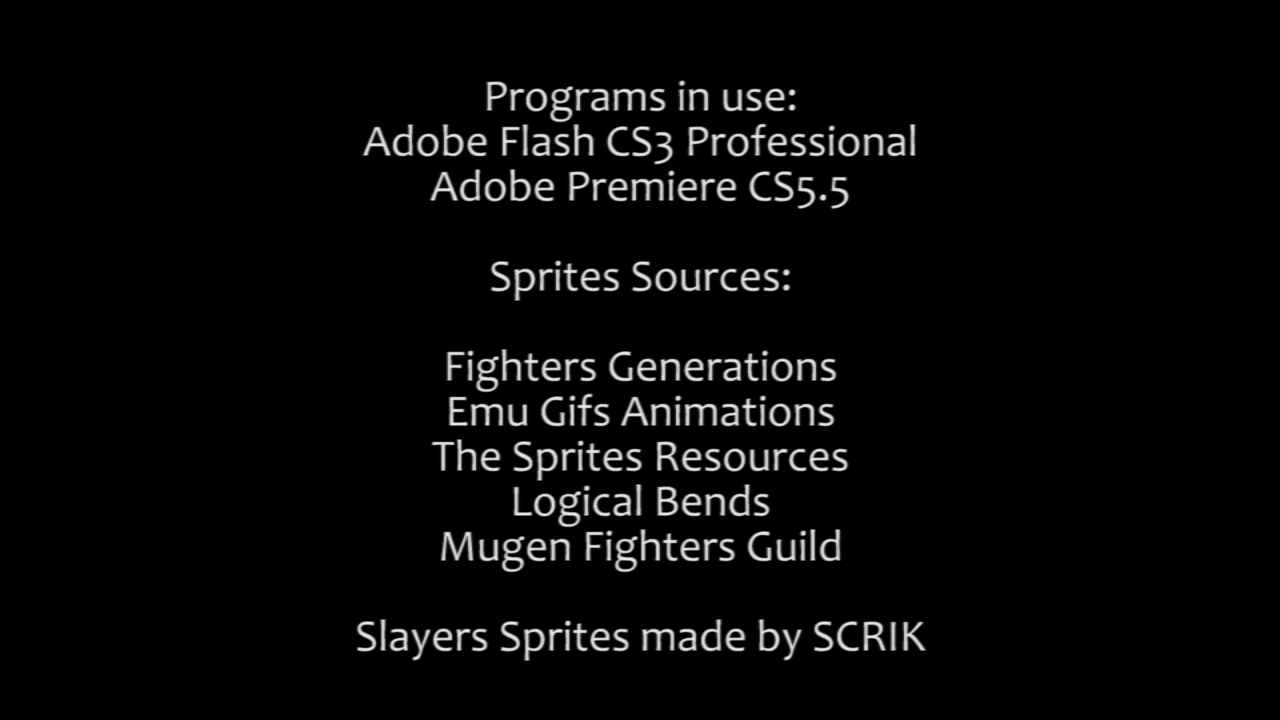 Programs in use:
Adobe Flash CS3 Professional
Adobe Premiere CS5.5
Sprites Sources:
Fighters Generations
Emu Gifs Animations
The Sprites Resources
Logical Bends
Mugen Fighters Guild
Slayers Sprites made by SCRIK